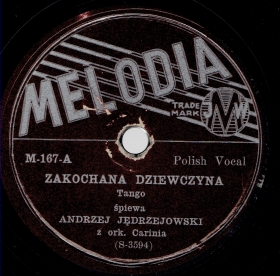 MELODIA
TRADE MARK
M-167-A Polish Vocal
ZAKOCHANA DZIEWCZYNA
Tango
śpiewa
ANDRZEJ JĘDRZEJOWSKI
z ork. Carinia
(S-3594)